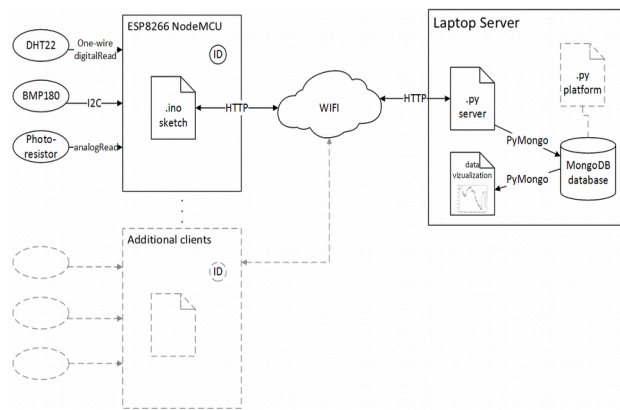 ESP8266 NodeMCU
DHT22
One-wire
digitalRead
ID
BMP180
I2C
.ino
sketch
HTTP
Photo-
resistor
analogRead
WIFI
HTTP
Laptop Server
.py
server
.py
platform
PyMongo
MongoDB
database
PyMongo
data
vizualization
Additional clients
ID